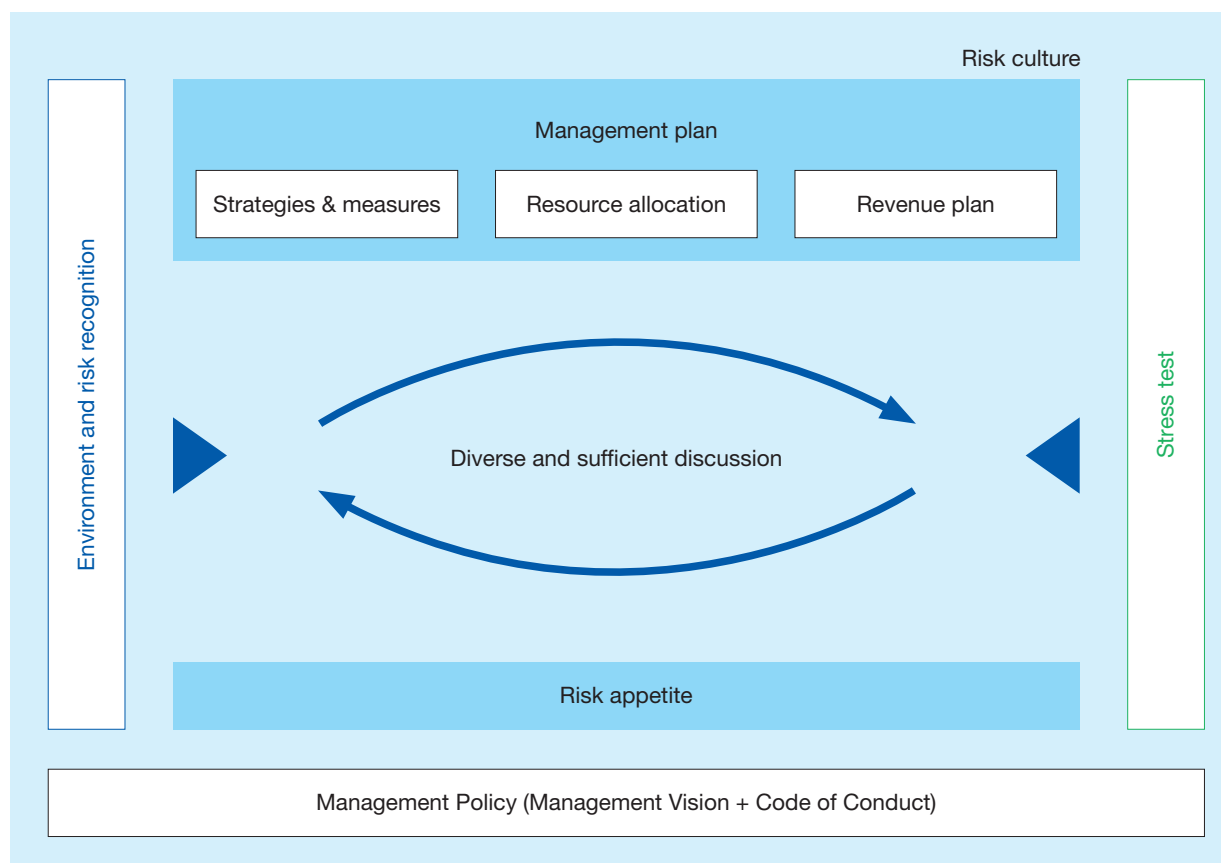 Risk culture
Management plan
Strategies & measures
Resource allocation
Revenue plan
Environment and risk recognition
Diverse and sufficient discussion
Stress test
Risk appetite
Management Policy (Management Vision + Code of Conduct)